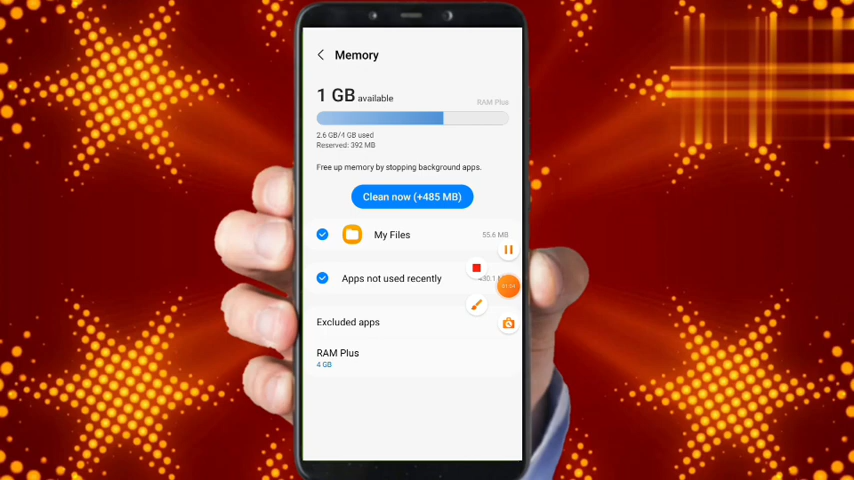 Memory
1 GB available
RAM Plus
2.6 GB/4 GB used
Reserved: 392 MB
Free up memory by stopping background apps.
Clean now (+485 MB)
My Files
55.6 MB
Apps not used recently
430.1
Excluded apps
RAM Plus
4 GB